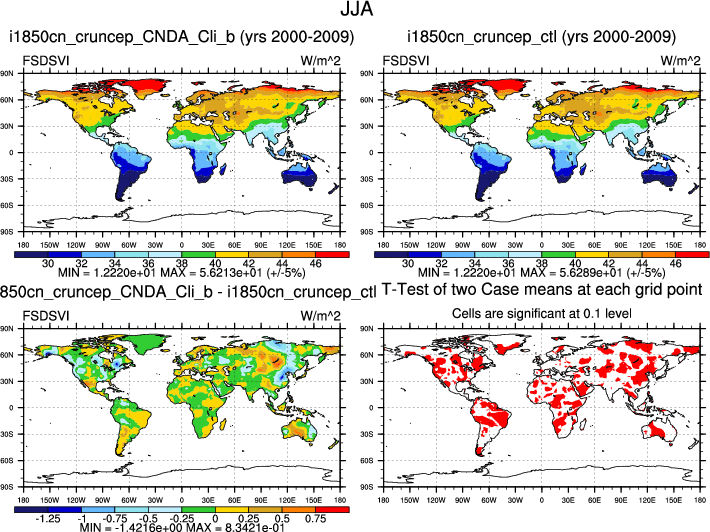 JJA
i1850cn_cruncep_CNDA_Cli_b (yrs 2000-2009)
FSDSVI W/m^2
90N
60N
30N
0
30S
60S
90S
180 150W 120W 90W 60W 30W 0 30E 60E 90E 120E 150E 180
30 32 34 36 38 40 42 44 46
MIN = 1.2220e+01 MAX = 5.6213e+01 (+/-5%)
i1850cn_cruncep_ctl (yrs 2000-2009)
FSDSVI W/m^2
90N
60N
30N
0
30S
60S
90S
180 150W 120W 90W 60W 30W 0 30E 60E 90E 120E 150E 180
30 32 34 36 38 40 42 44 46
MIN = 1.2220e+01 MAX = 5.6289e+01 (+/-5%)
850cn_cruncep_CNDA_Cli_b - i1850cn_cruncep_ctl
FSDSVI W/m^2
90N
60N
30N
0
30S
60S
90S
180 150W 120W 90W 60W 30W 0 30E 60E 90E 120E 150E 180
-1.25 -1 -0.75 -0.5 -0.25 0 0.25 0.5 0.75
MIN = -1.4216e+00 MAX = 8.3421e-01
T-Test of two Case means at each grid point
Cells are significant at 0.1 level
90N
60N
30N
0
30S
60S
90S
180 150W 120W 90W 60W 30W 0 30E 60E 90E 120E 150E 180